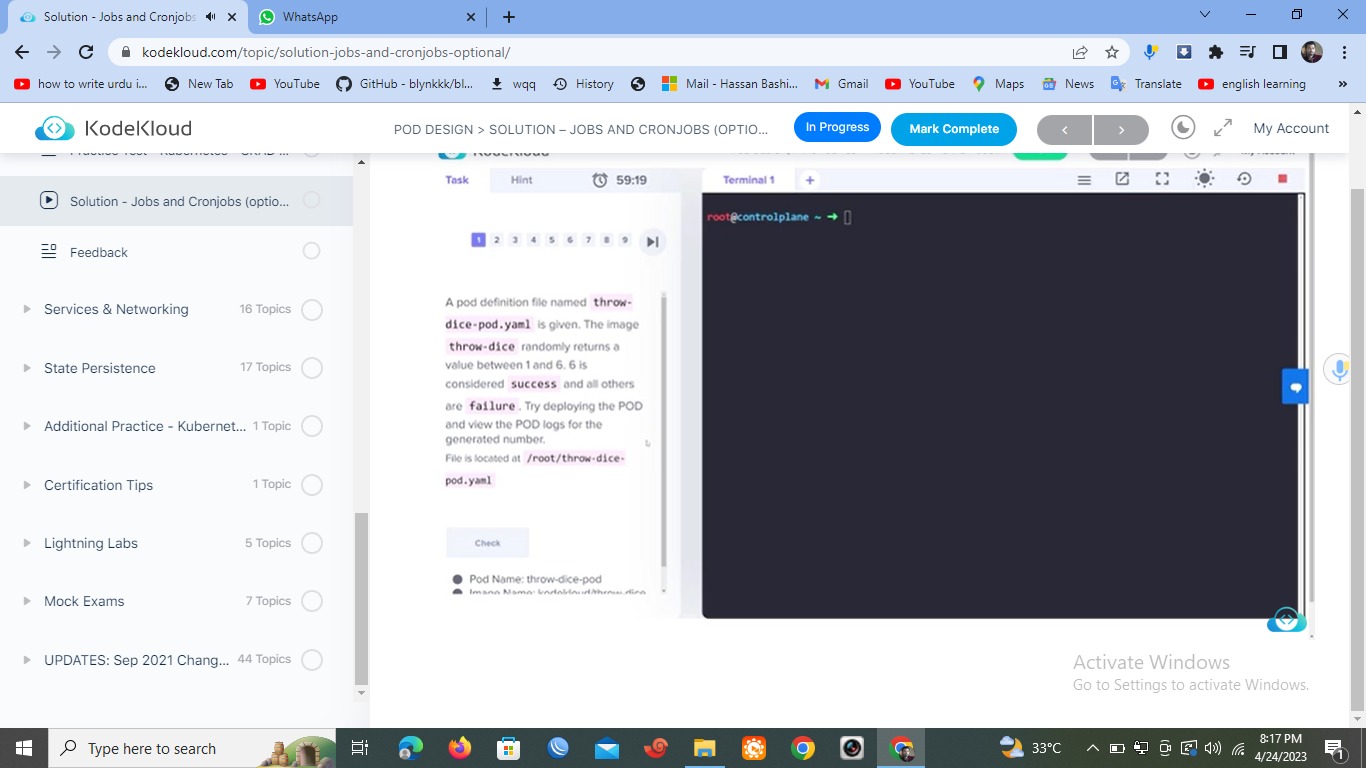 Solution - Jobs and Cronjobs
WhatsApp
kodekloud.com/topic/solution-jobs-and-cronjobs-optional/
how to write urdu i...
New Tab
YouTube
GitHub - blynkkk/bl...
wqq
History
Mail - Hassan Bashi...
Gmail
YouTube
Maps
News
Translate
english learning
»
KodeKloud
POD DESIGN > SOLUTION – JOBS AND CRONJOBS (OPTIO...
In Progress
Mark Complete
My Account
Solution - Jobs and Cronjobs (optio...
Feedback
Services & Networking 16 Topics
State Persistence 17 Topics
Additional Practice - Kubernet... 1 Topic
Certification Tips 1 Topic
Lightning Labs 5 Topics
Mock Exams 7 Topics
UPDATES: Sep 2021 Chang... 44 Topics
Task
Hint
59:19
1 2 3 4 5 6 7 8 9
A pod definition file named throw-
dice-pod.yaml is given. The image
throw-dice randomly returns a
value between 1 and 6. 6 is
considered success and all others
are failure. Try deploying the POD
and view the POD logs for the
generated number.
File is located at /root/throw-dice-
pod.yaml
Check
Pod Name: throw-dice-pod
Image Name: kodekloud/throw-dice
Terminal 1
+
root@controlplane ~ ➜
Activate Windows
Go to Settings to activate Windows.
Type here to search
33°C
8:17 PM
4/24/2023
1